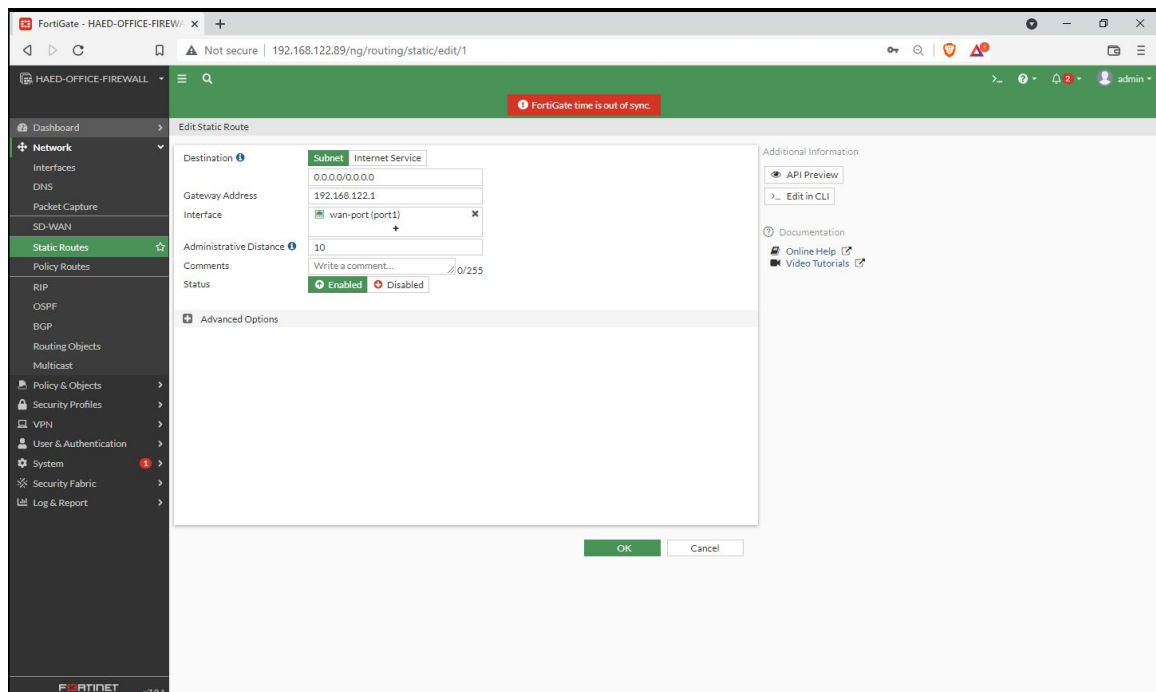 FortiGate - HAED-OFFICE-FIREW
Not secure | 192.168.122.89/ng/routing/static/edit/1
HAED-OFFICE-FIREWALL
>_ 2 admin
FortiGate time is out of sync.
Dashboard
Network
Interfaces
DNS
Packet Capture
SD-WAN
Static Routes
Policy Routes
RIP
OSPF
BGP
Routing Objects
Multicast
Policy & Objects
Security Profiles
VPN
User & Authentication
System 1
Security Fabric
Log & Report
FORTINET
Edit Static Route
Destination Subnet Internet Service
0.0.0.0/0.0.0.0
Gateway Address 192.168.122.1
Interface wan-port (port1)
+
Administrative Distance 10
Comments Write a comment... 0/255
Status Enabled Disabled
Advanced Options
OK Cancel
Additional Information
API Preview
>_ Edit in CLI
Documentation
Online Help
Video Tutorials